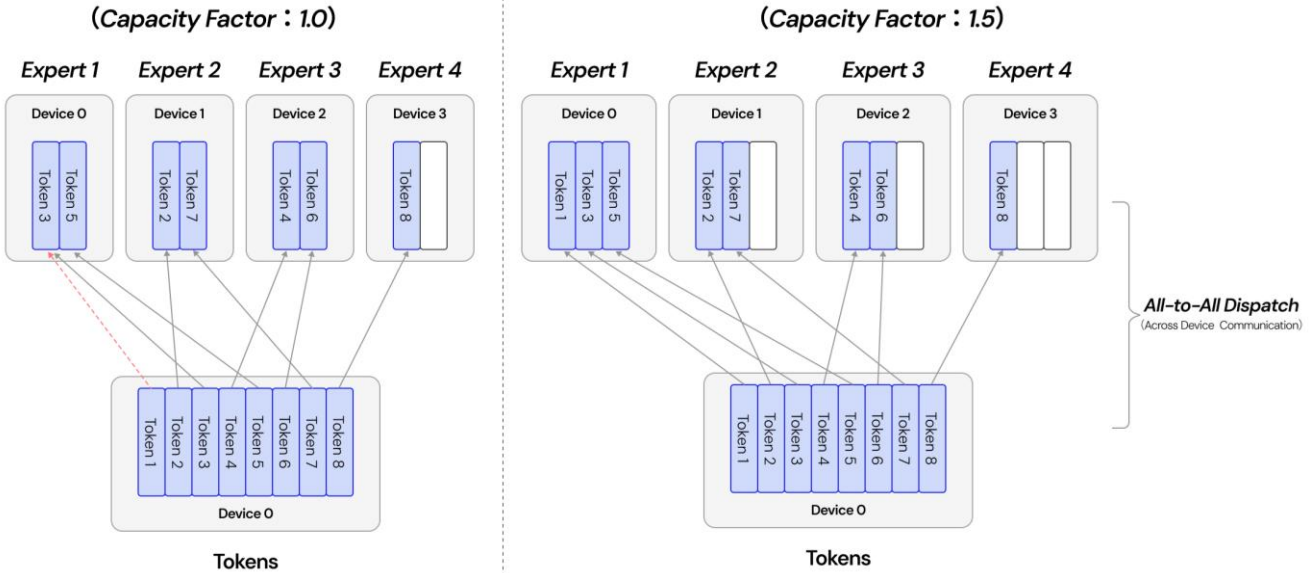 (Capacity Factor：1.0)
Expert 1 Expert 2 Expert 3 Expert 4
Device 0 Device 1 Device 2 Device 3
Token 3
Token 5
Token 2
Token 7
Token 4
Token 6
Token 8
Token 1
Token 2
Token 3
Token 4
Token 5
Token 6
Token 7
Token 8
Device 0
Tokens
(Capacity Factor：1.5)
Expert 1 Expert 2 Expert 3 Expert 4
Device 0 Device 1 Device 2 Device 3
Token 1
Token 3
Token 5
Token 2
Token 7
Token 4
Token 6
Token 8
Token 1
Token 2
Token 3
Token 4
Token 5
Token 6
Token 7
Token 8
Device 0
Tokens
All-to-All Dispatch
(Across Device Communication)